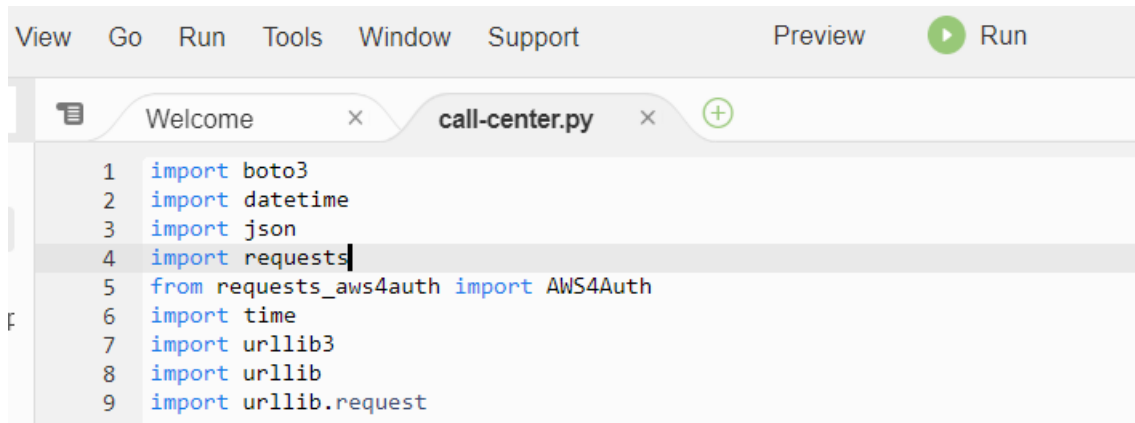 View Go Run Tools Window Support Preview Run
Welcome × call-center.py ×
1 import boto3
2 import datetime
3 import json
4 import requests
5 from requests_aws4auth import AWS4Auth
6 import time
7 import urllib3
8 import urllib
9 import urllib.request